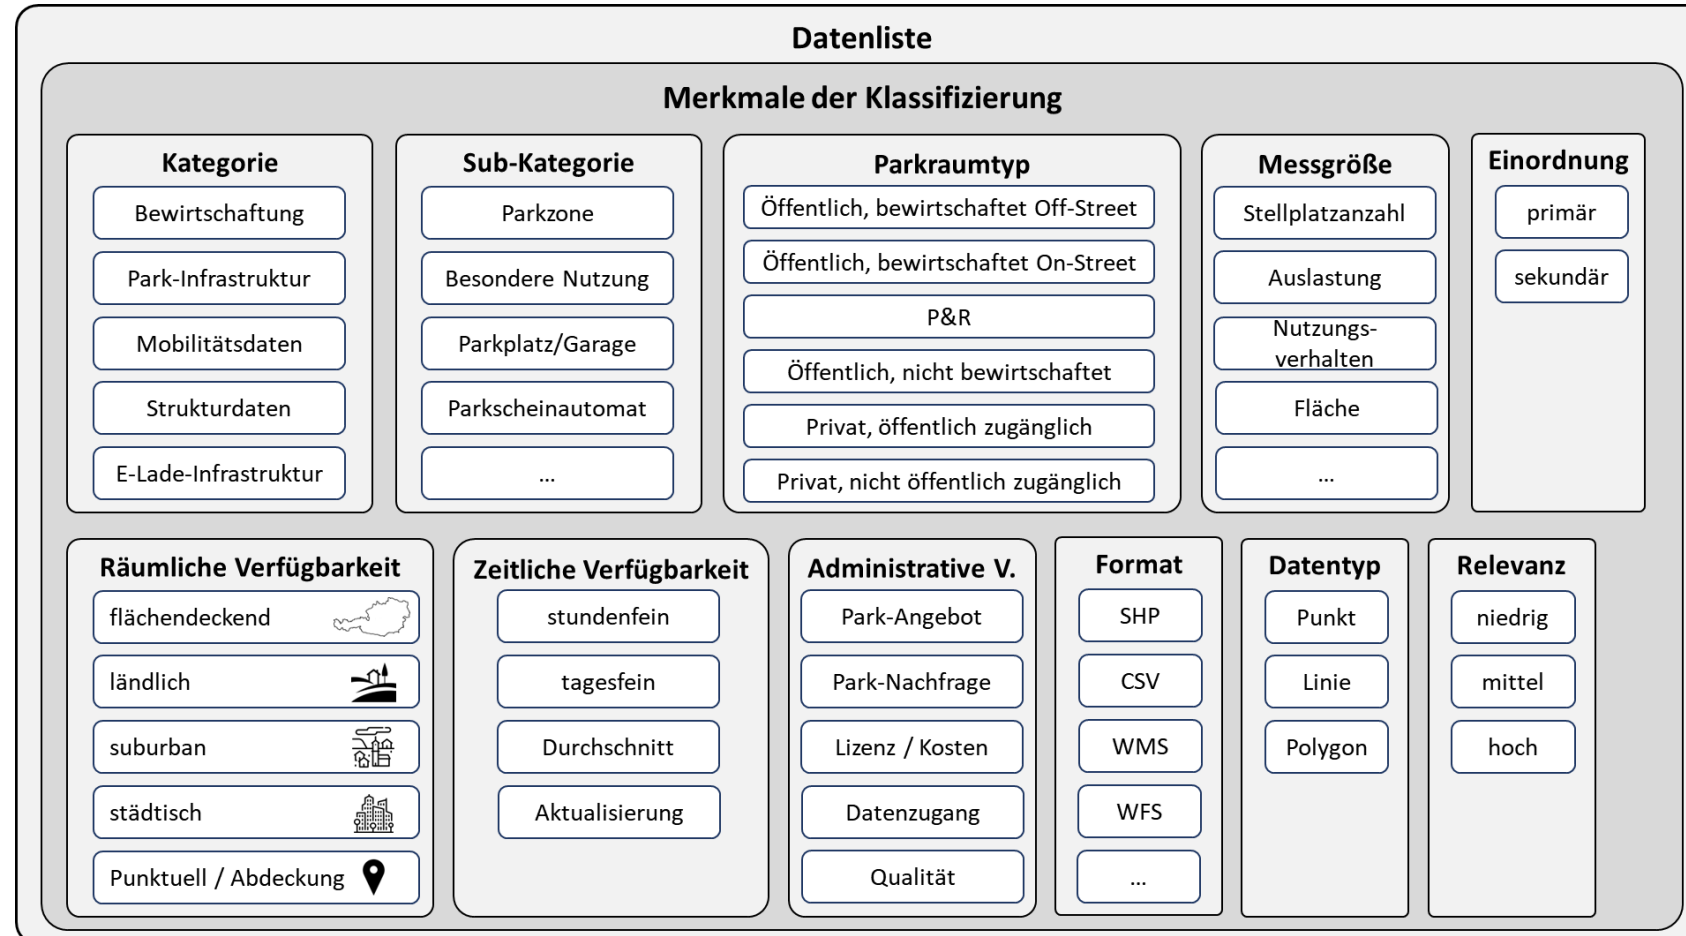 Datenliste
Merkmale der Klassifizierung
Kategorie
Bewirtschaftung
Park-Infrastruktur
Mobilitätsdaten
Strukturdaten
E-Lade-Infrastruktur
Sub-Kategorie
Parkzone
Besondere Nutzung
Parkplatz/Garage
Parkscheinautomat
...
Parkraumtyp
Öffentlich, bewirtschaftet Off-Street
Öffentlich, bewirtschaftet On-Street
P&R
Öffentlich, nicht bewirtschaftet
Privat, öffentlich zugänglich
Privat, nicht öffentlich zugänglich
Messgröße
Stellplatzanzahl
Auslastung
Nutzungs-
verhalten
Fläche
...
Einordnung
primär
sekundär
Räumliche Verfügbarkeit
flächendeckend
ländlich
suburban
städtisch
Punktuell / Abdeckung
Zeitliche Verfügbarkeit
stundenfein
tagesfein
Durchschnitt
Aktualisierung
Administrative V.
Park-Angebot
Park-Nachfrage
Lizenz / Kosten
Datenzugang
Qualität
Format
SHP
CSV
WMS
WFS
...
Datentyp
Punkt
Linie
Polygon
Relevanz
niedrig
mittel
hoch